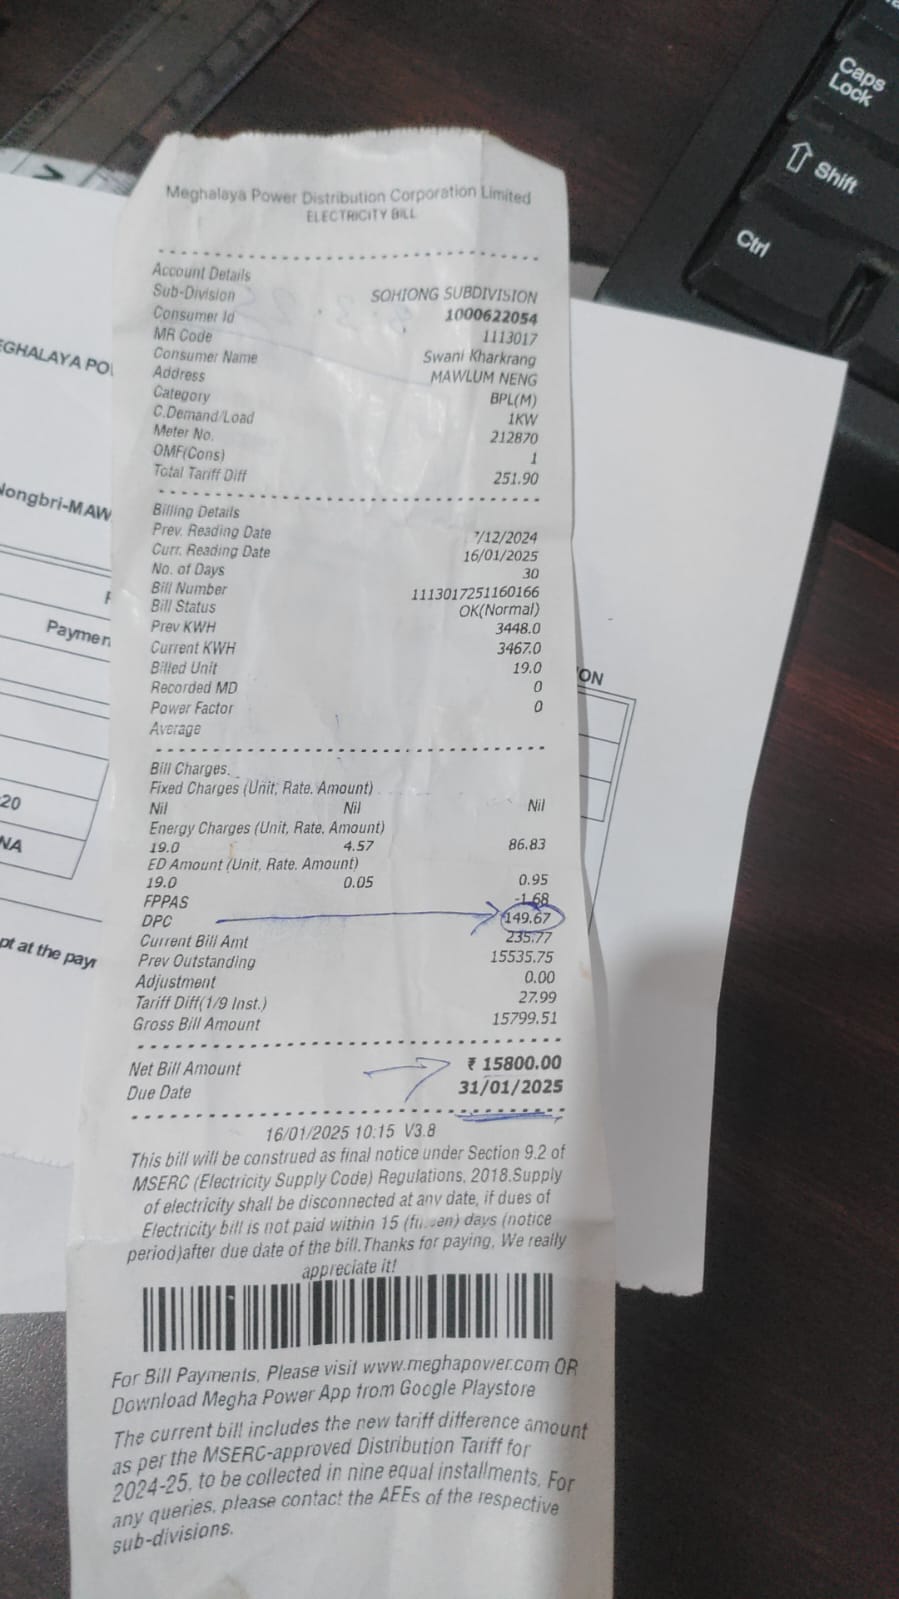 Meghalaya Power Distribution Corporation Limited
ELECTRICITY BILL
Account Details
Sub-Division SOHIONG SUBDIVISION
Consumer Id 1000622054
MR Code 1113017
Consumer Name Swani Kharkrang
Address MAWLUM NENG
Category BPL(M)
C.Demand/Load 1KW
Meter No. 212870
OMF(Cons) 1
Total Tariff Diff 251.90
Billing Details
Prev. Reading Date 7/12/2024
Curr. Reading Date 16/01/2025
No. of Days 30
Bill Number 1113017251160166
Bill Status OK(Normal)
Prev KWH 3448.0
Current KWH 3467.0
Billed Unit 19.0
Recorded MD 0
Power Factor 0
Average
Bill Charges.
Fixed Charges (Unit, Rate. Amount)
Nil Nil Nil
Energy Charges (Unit, Rate, Amount)
19.0 4.57 86.83
ED Amount (Unit, Rate. Amount)
19.0 0.05 0.95
FPPAS -1.68
DPC 149.67
Current Bill Amt 235.77
Prev Outstanding 15535.75
Adjustment 0.00
Tariff Diff(1/9 Inst.) 27.99
Gross Bill Amount 15799.51
Net Bill Amount ₹ 15800.00
Due Date 31/01/2025
16/01/2025 10:15 V3.8
This bill will be construed as final notice under Section 9.2 of
MSERC (Electricity Supply Code) Regulations, 2018.Supply
of electricity shall be disconnected at any date, if dues of
Electricity bill is not paid within 15 days (notice
period)after due date of the bill.Thanks for paying, We really
appreciate it!
For Bill Payments, Please visit www.meghapower.com OR
Download Megha Power App from Google Playstore
The current bill includes the new tariff difference amount
as per the MSERC-approved Distribution Tariff for
2024-25, to be collected in nine equal installments. For
any queries, please contact the AEEs of the respective
sub-divisions.
EGHALAYA PO
Nongbri-MAW
Paymen
20
NA
pt at the payr
ION
Caps
Lock
⇧ Shift
Ctrl